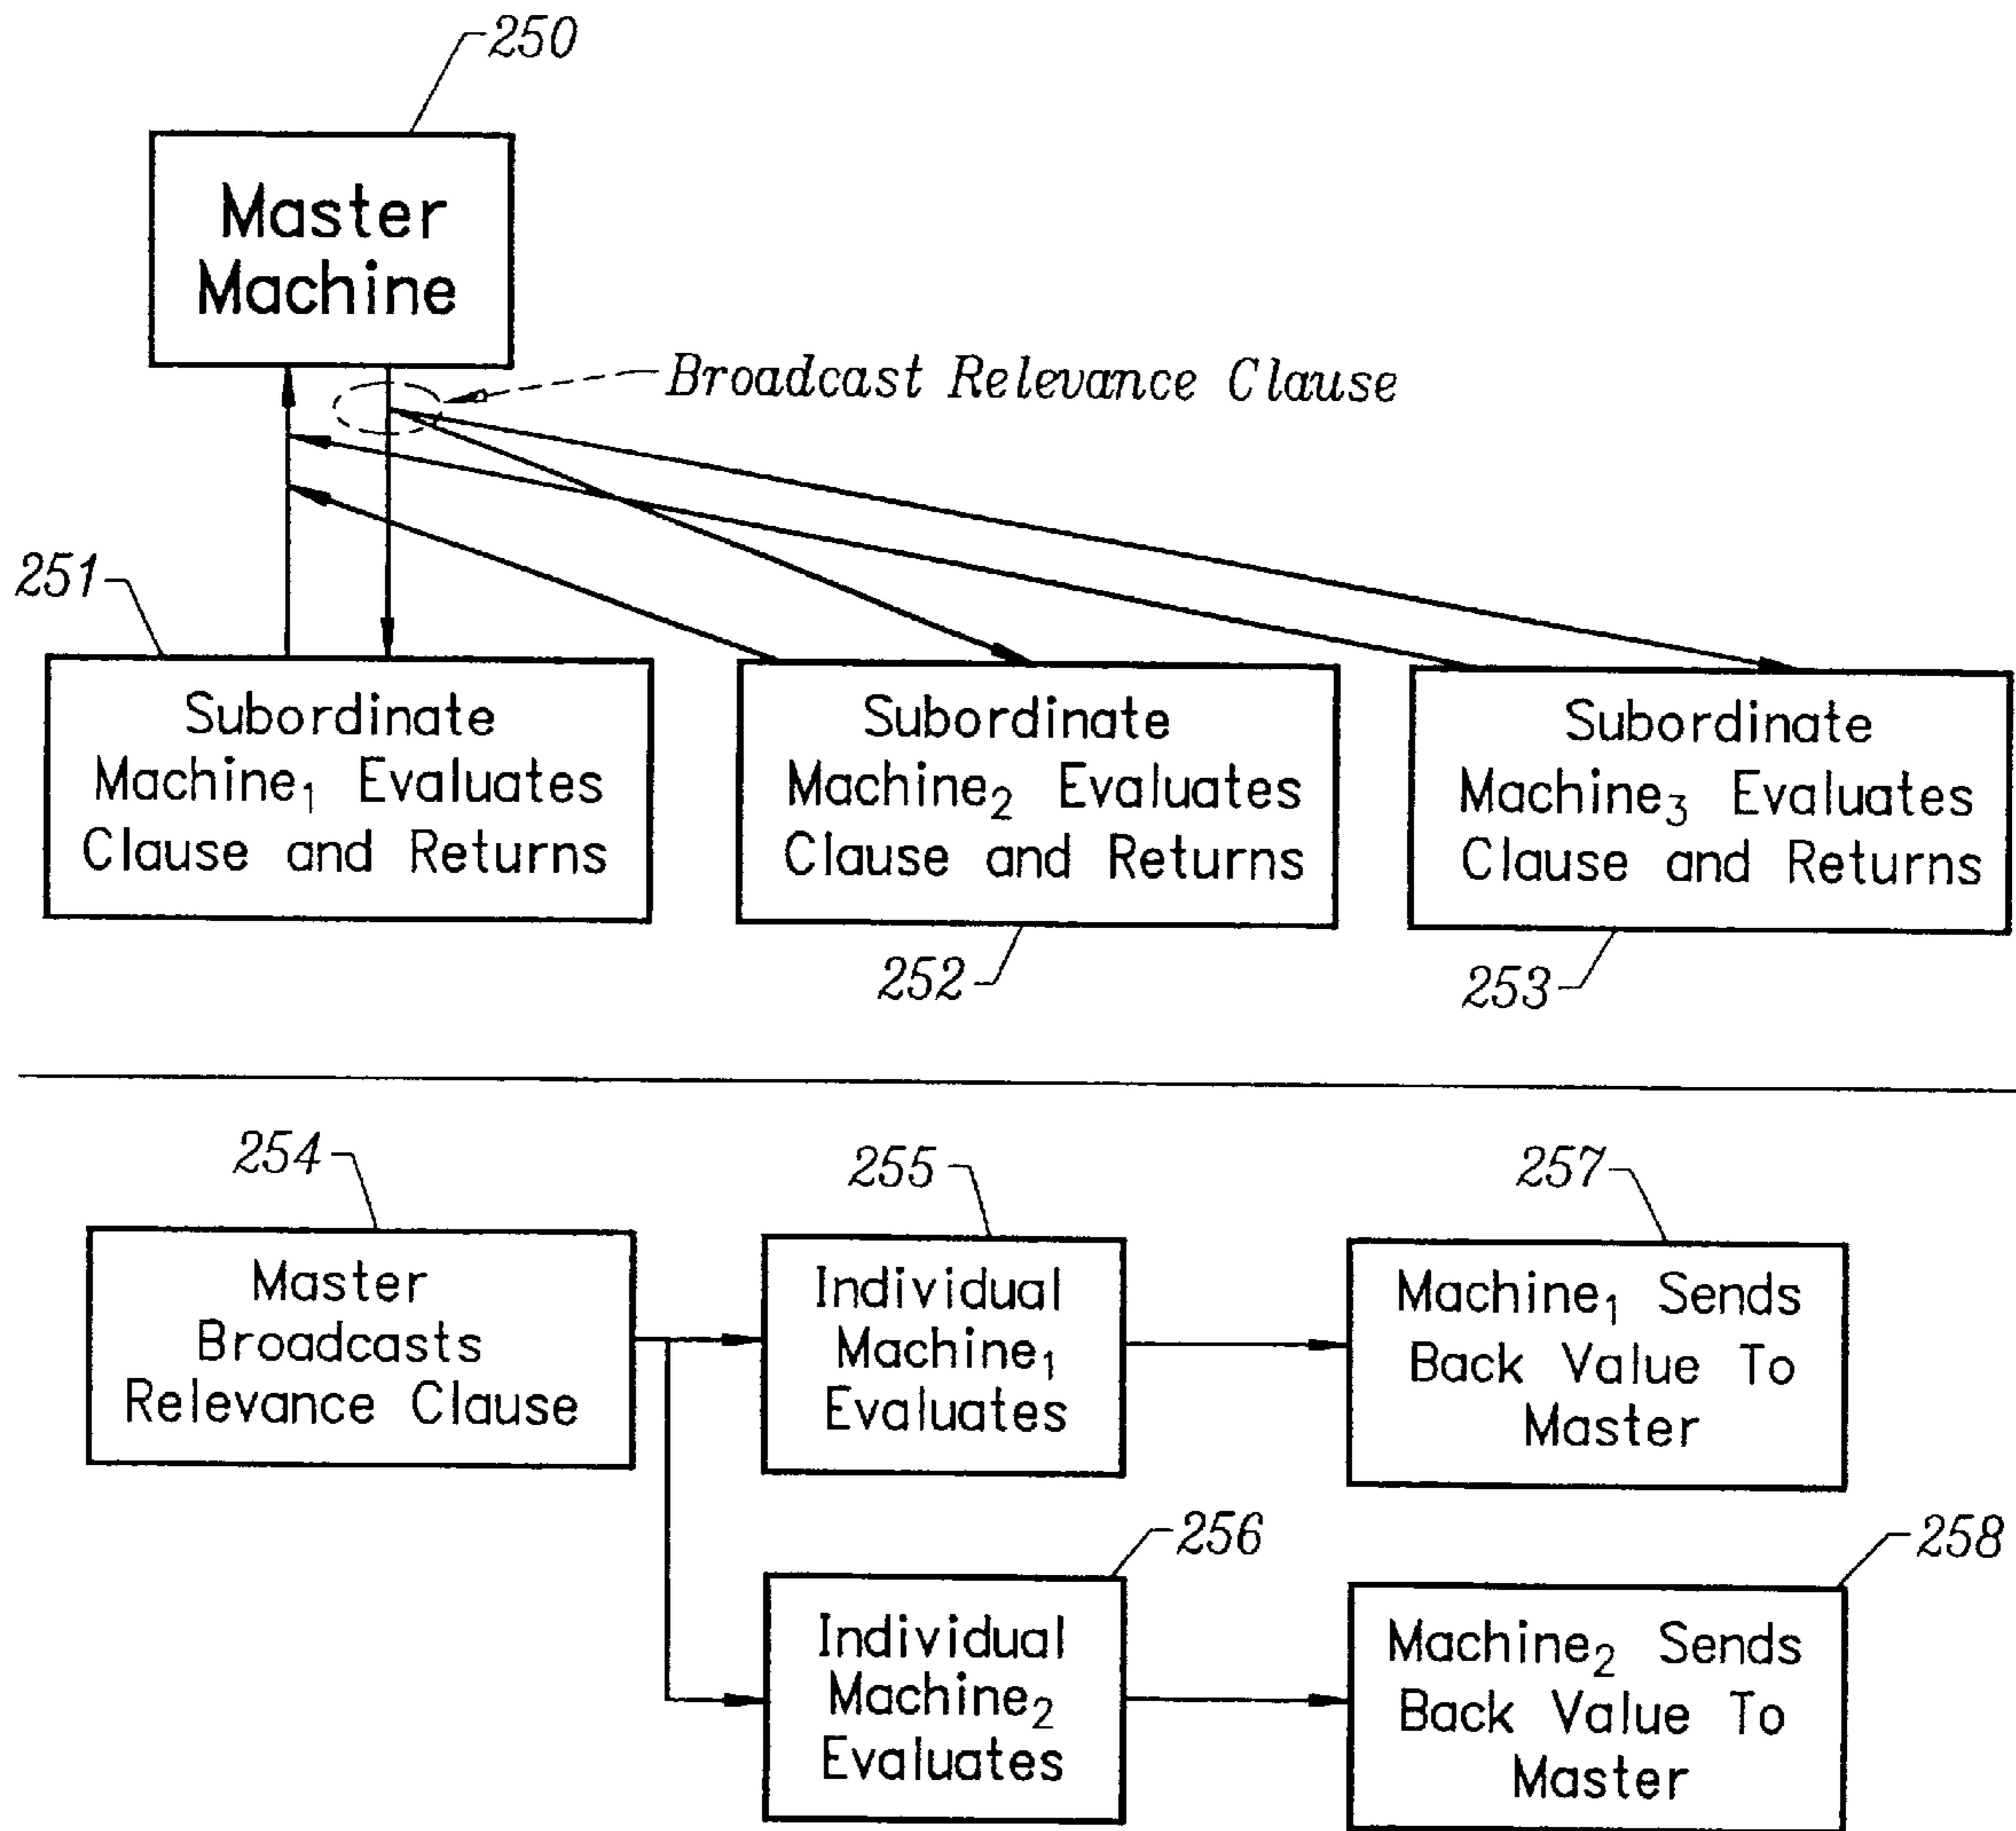 250
Master
Machine
Broadcast Relevance Clause
251
Subordinate
Machine₁ Evaluates
Clause and Returns
Subordinate
Machine₂ Evaluates
Clause and Returns
252
Subordinate
Machine₃ Evaluates
Clause and Returns
253
254
Master
Broadcasts
Relevance Clause
255
Individual
Machine₁
Evaluates
257
Machine₁ Sends
Back Value To
Master
256
Individual
Machine₂
Evaluates
258
Machine₂ Sends
Back Value To
Master